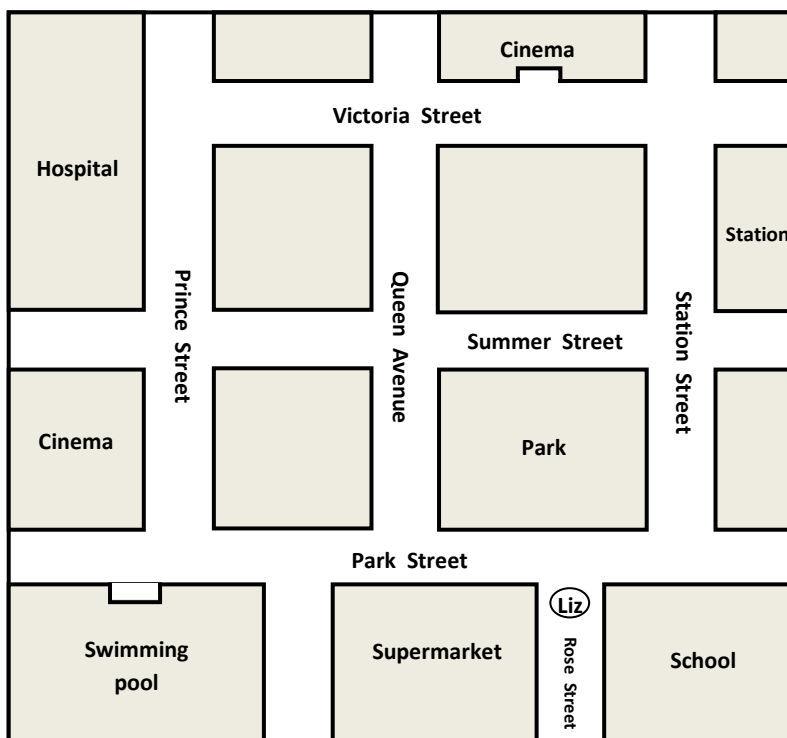 Cinema
Victoria Street
Hospital
Station
Prince Street
Queen Avenue
Station Street
Summer Street
Cinema
Park
Park Street
Liz
Swimming
pool
Supermarket
Rose Street
School